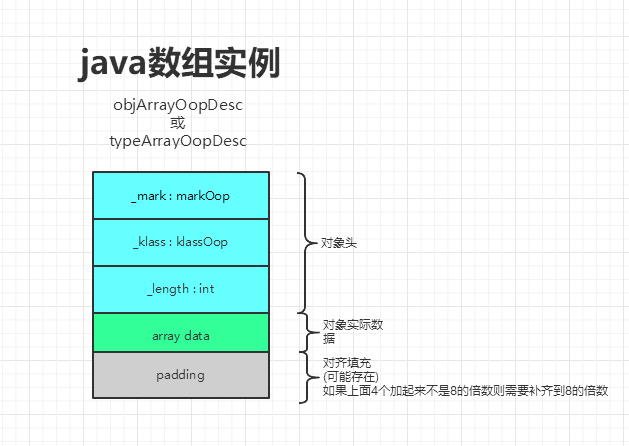 java数组实例
objArrayOopDesc
或
typeArrayOopDesc
_mark : markOop
_klass : klassOop
_length : int
array data
padding
对象头
对象实际数
据
对齐填充
(可能存在)
如果上面4个加起来不是8的倍数则需要补齐到8的倍数